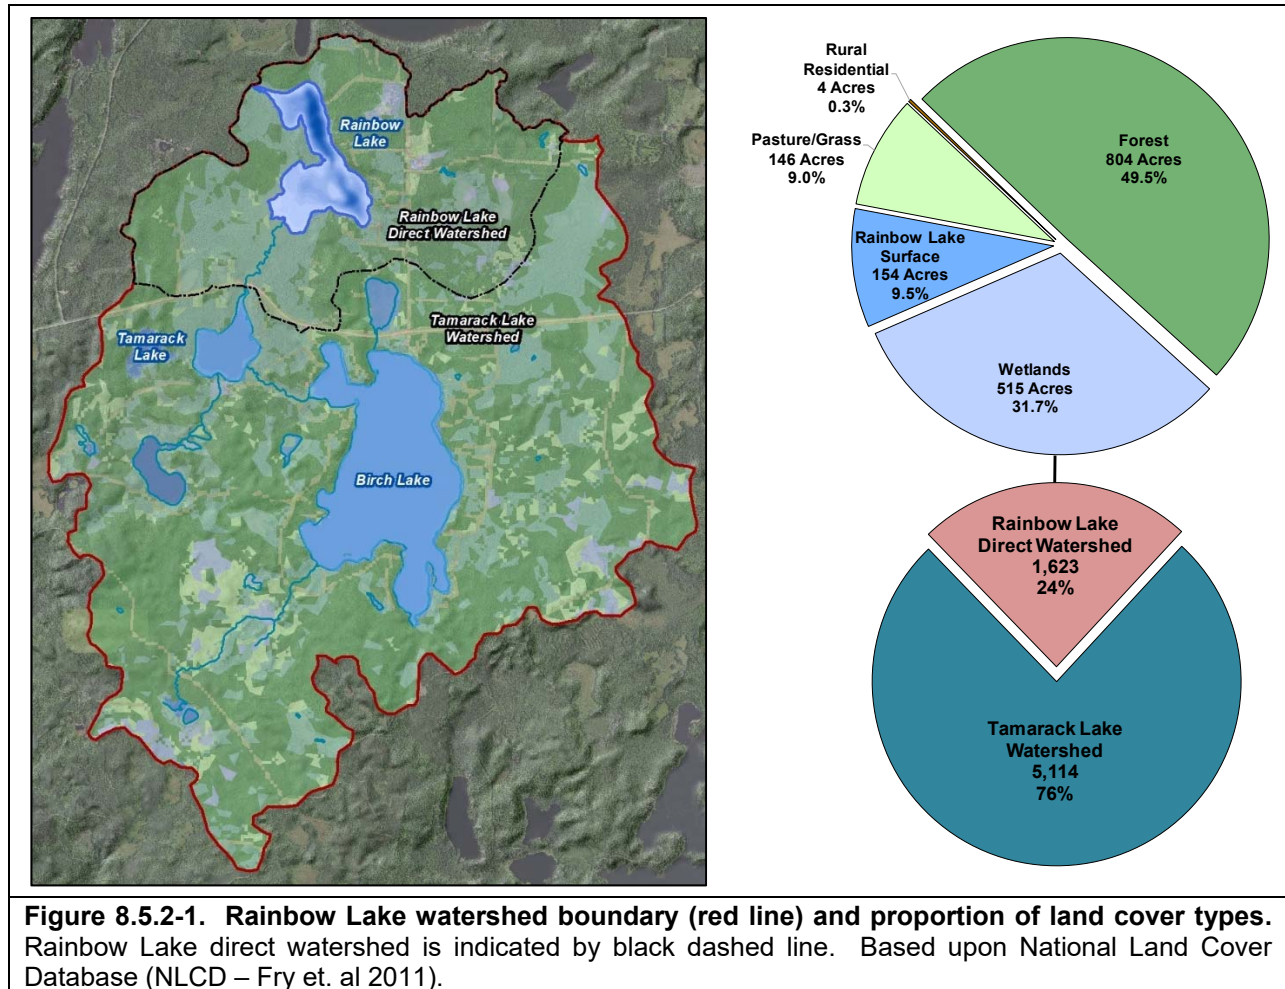 Rainbow
Lake
Rainbow Lake
Direct Watershed
Tamarack Lake
Watershed
Tamarack
Lake
Birch Lake
Rural
Residential
4 Acres
0.3%
Pasture/Grass
146 Acres
9.0%
Forest
804 Acres
49.5%
Rainbow Lake
Surface
154 Acres
9.5%
Wetlands
515 Acres
31.7%
Rainbow Lake
Direct Watershed
1,623
24%
Tamarack Lake
Watershed
5,114
76%
Figure 8.5.2-1. Rainbow Lake watershed boundary (red line) and proportion of land cover types.
Rainbow Lake direct watershed is indicated by black dashed line. Based upon National Land Cover
Database (NLCD – Fry et. al 2011).